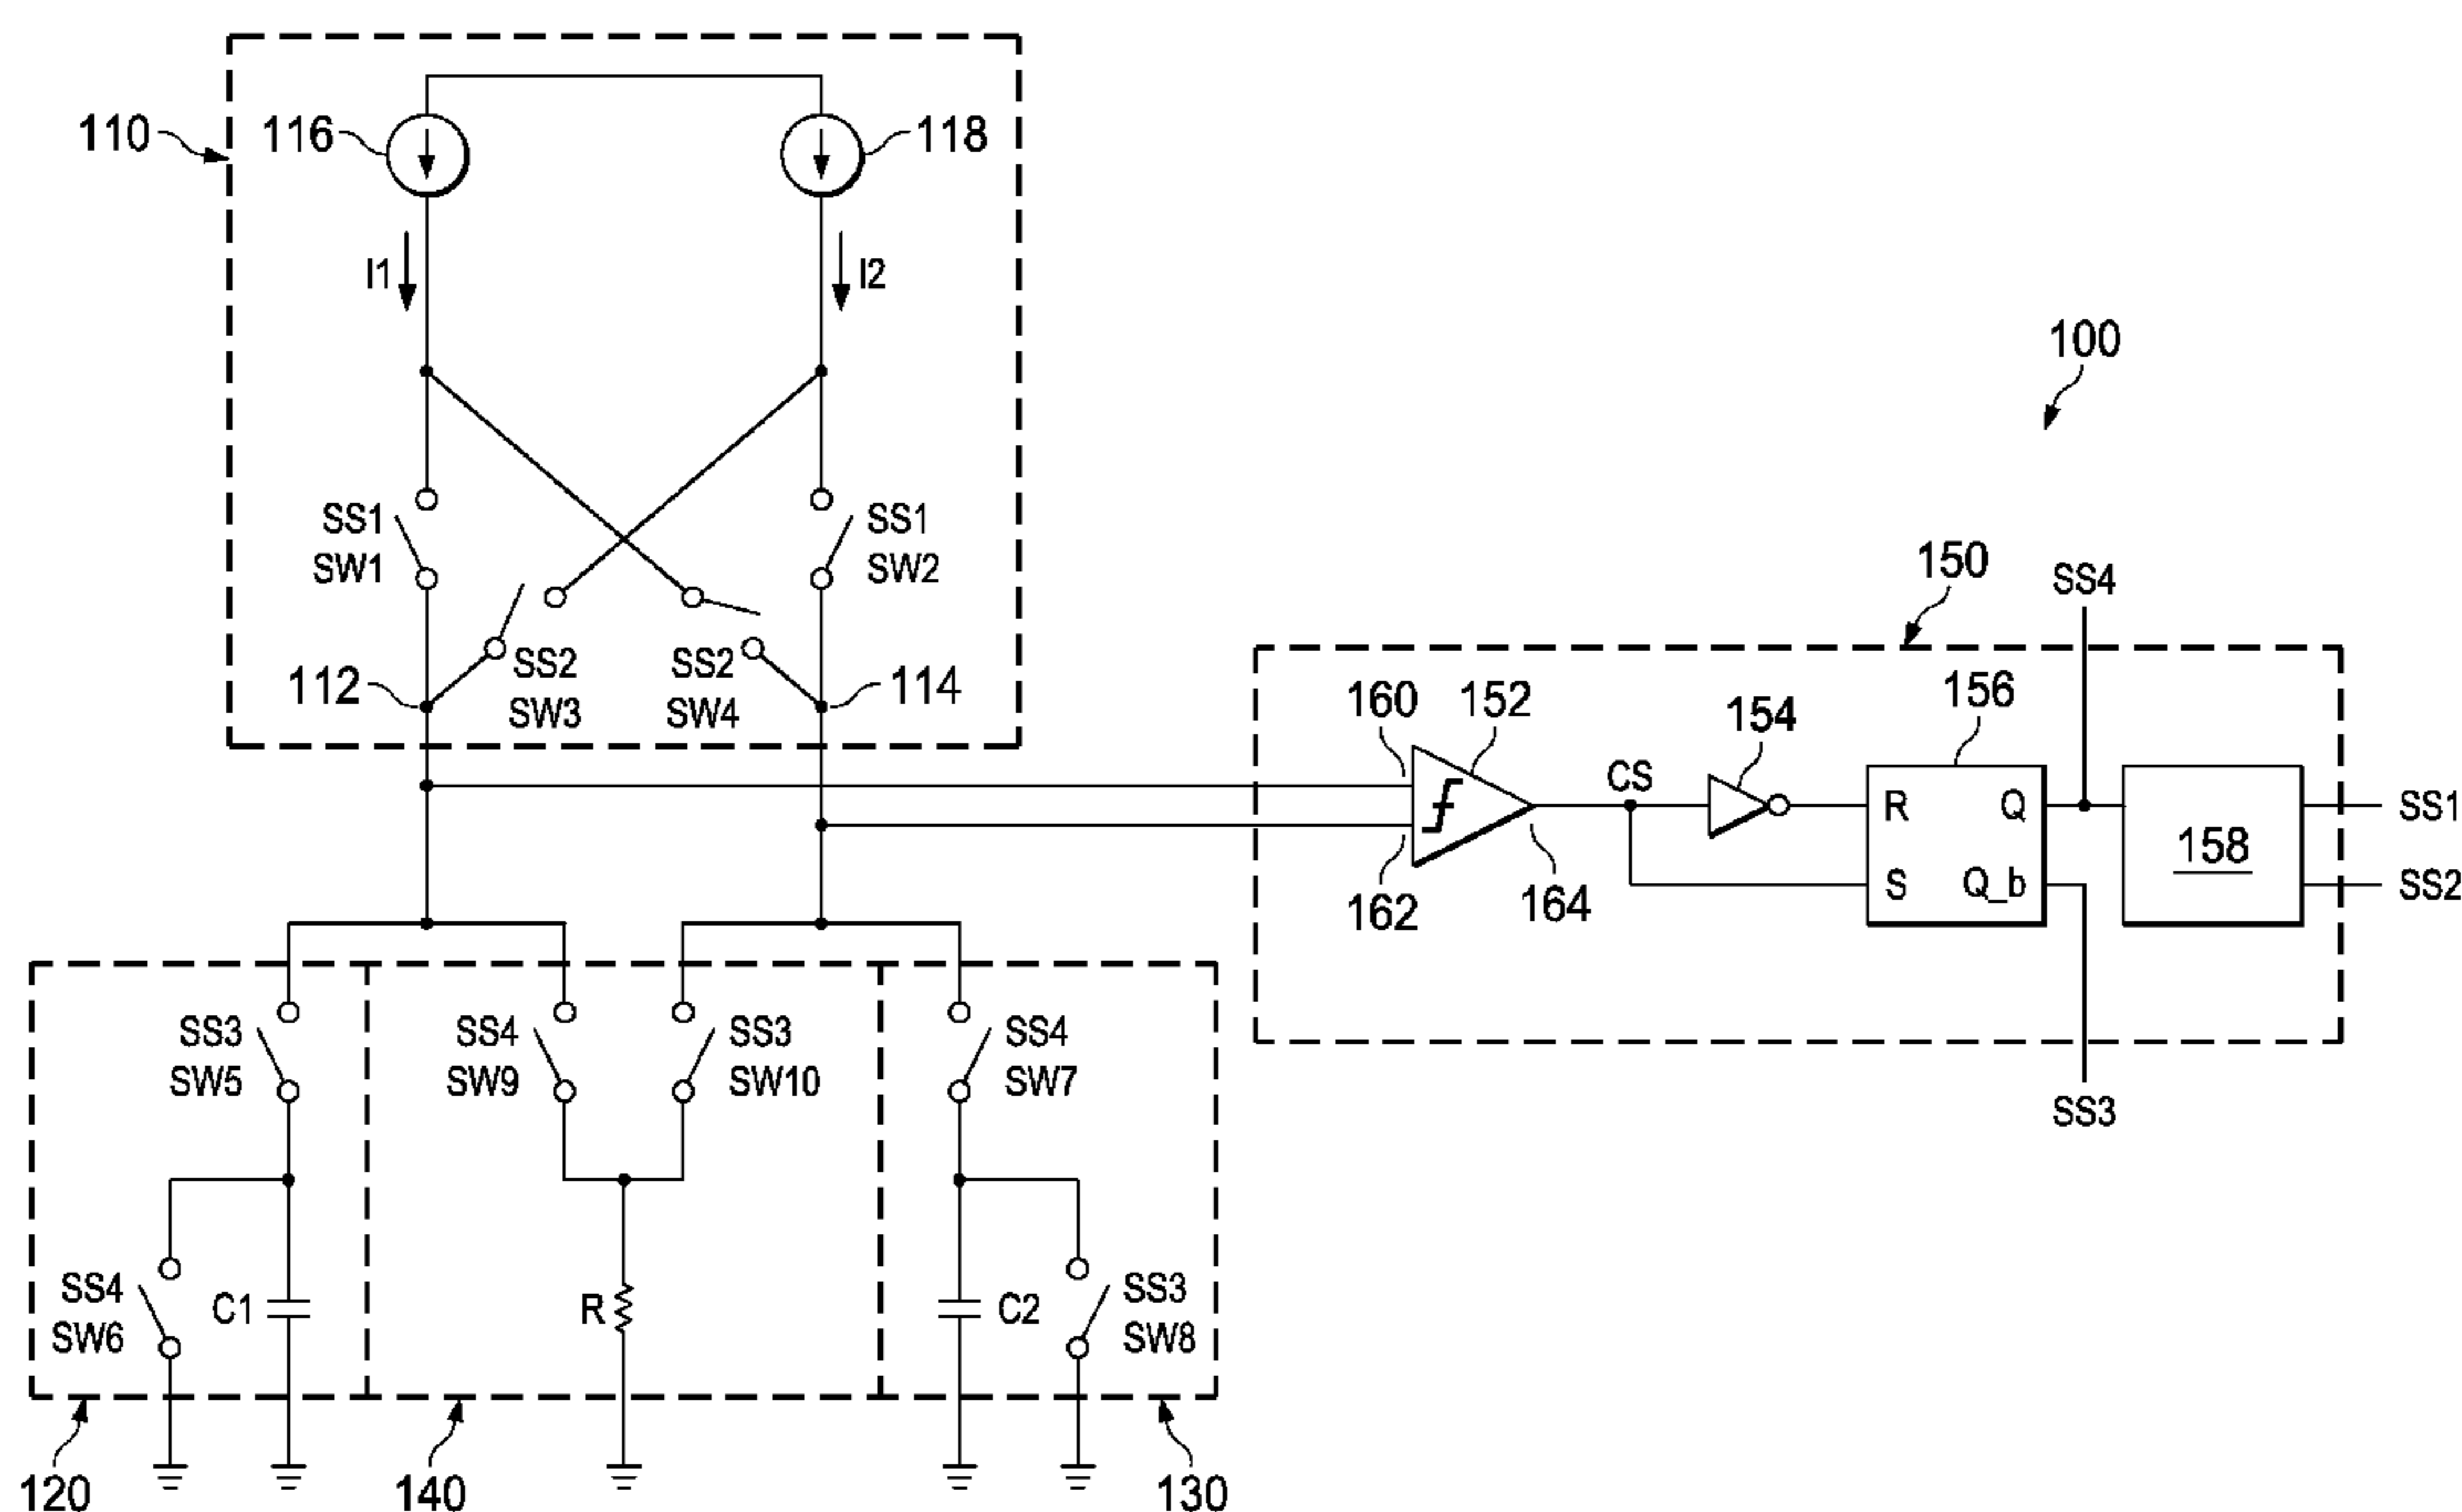 110
116
118
I1
I2
100
SS1
SW1
SS1
SW2
SS2
SW3
SS2
SW4
112
114
150
SS4
160
152
154
156
CS
R
Q
S
Q_b
158
SS1
SS2
162
164
SS3
SS3
SW5
SS4
SW9
SS3
SW10
SS4
SW7
SS4
SW6
C1
R
C2
SS3
SW8
120
140
130